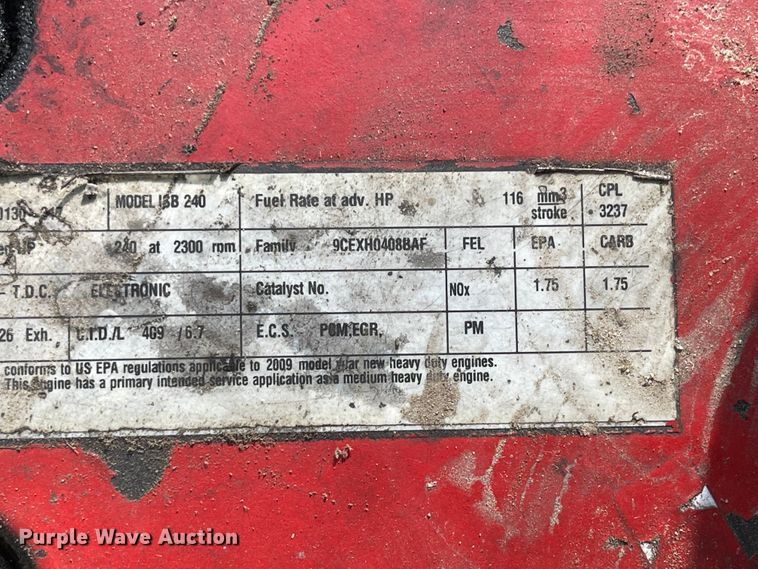 MODEL ISB 240 Fuel Rate at adv. HP 116 mm3 stroke CPL 3237
240 at 2300 rpm Family 9CEXH0408BAF FEL EPA CARB
T.D.C. ELECTRONIC Catalyst No. NOx 1.75 1.75
26 Exh. C.I.D./L 409 /6.7 E.C.S. PCM,EGR, PM
conforms to US EPA regulations applicable to 2009 model year new heavy duty engines.
This engine has a primary intended service application as a medium heavy duty engine.
Purple Wave Auction®